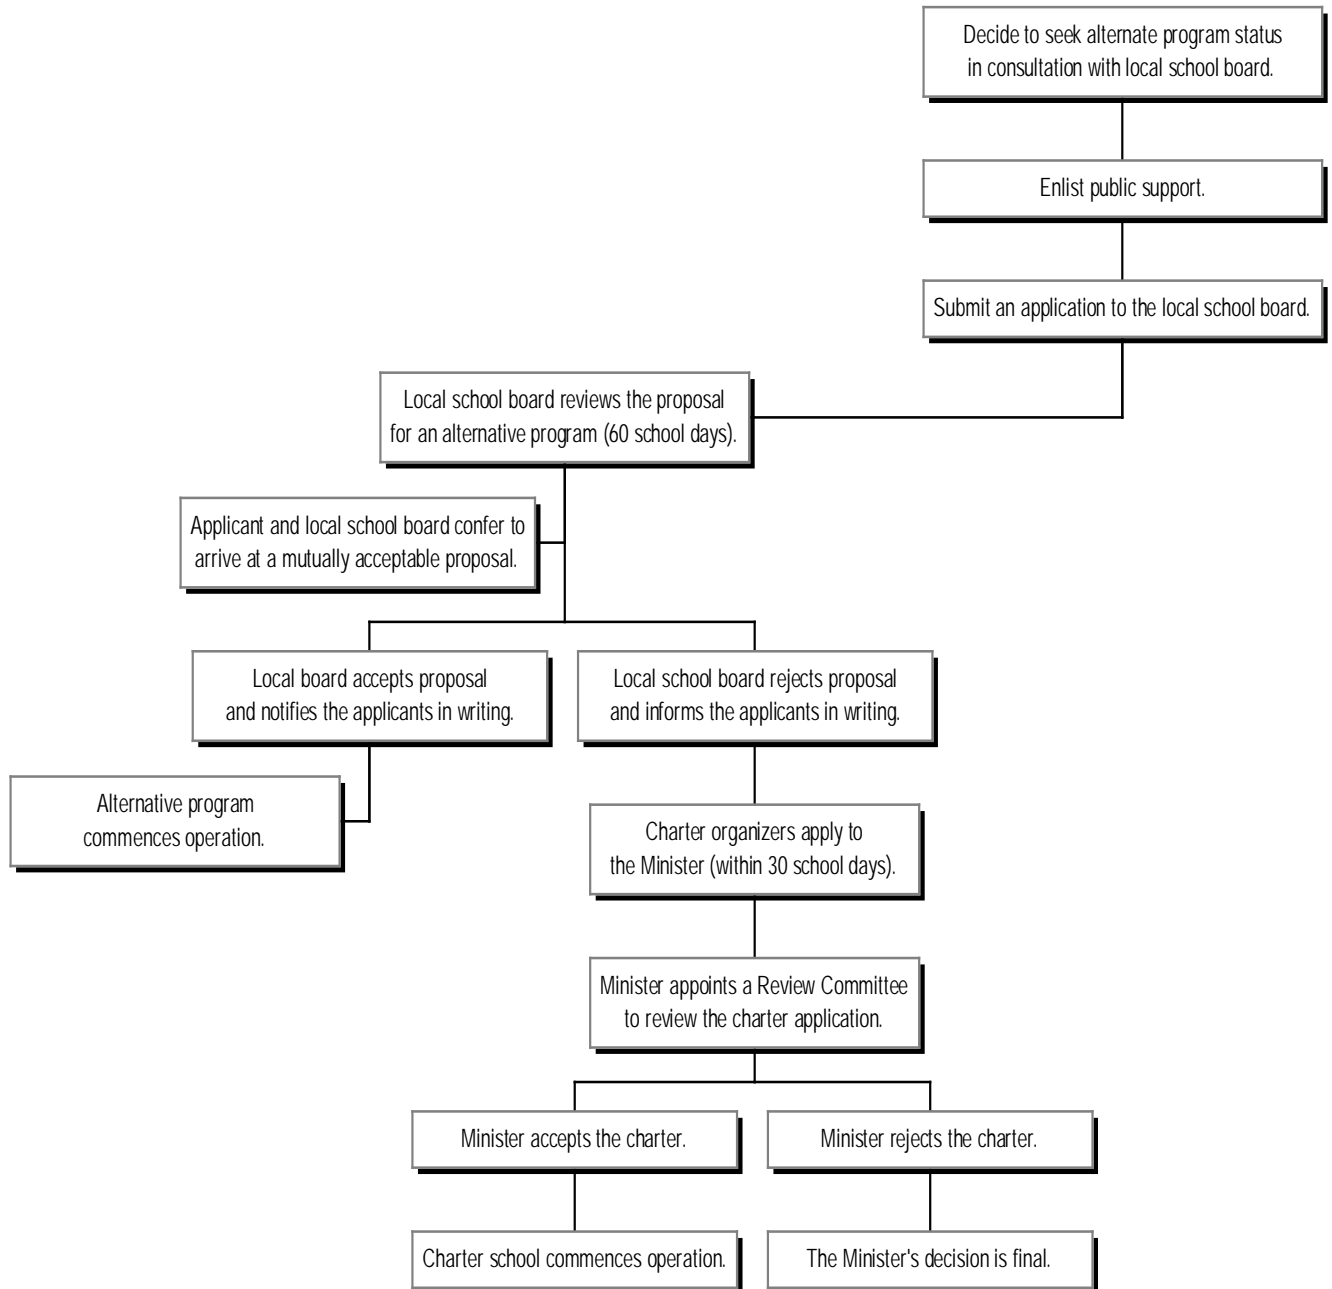 Decide to seek alternate program status
in consultation with local school board.
Enlist public support.
Submit an application to the local school board.
Local school board reviews the proposal
for an alternative program (60 school days).
Applicant and local school board confer to
arrive at a mutually acceptable proposal.
Local board accepts proposal
and notifies the applicants in writing.
Local school board rejects proposal
and informs the applicants in writing.
Alternative program
commences operation.
Charter organizers apply to
the Minister (within 30 school days).
Minister appoints a Review Committee
to review the charter application.
Minister accepts the charter.
Minister rejects the charter.
Charter school commences operation.
The Minister's decision is final.